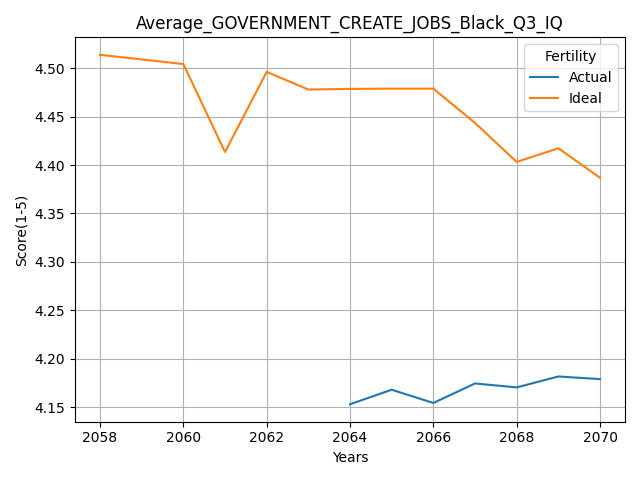 Average_GOVERNMENT_CREATE_JOBS_Black_Q3_IQ
Fertility
Actual
Ideal
Score(1-5)
4.50
4.45
4.40
4.35
4.30
4.25
4.20
4.15
2058 2060 2062 2064 2066 2068 2070
Years